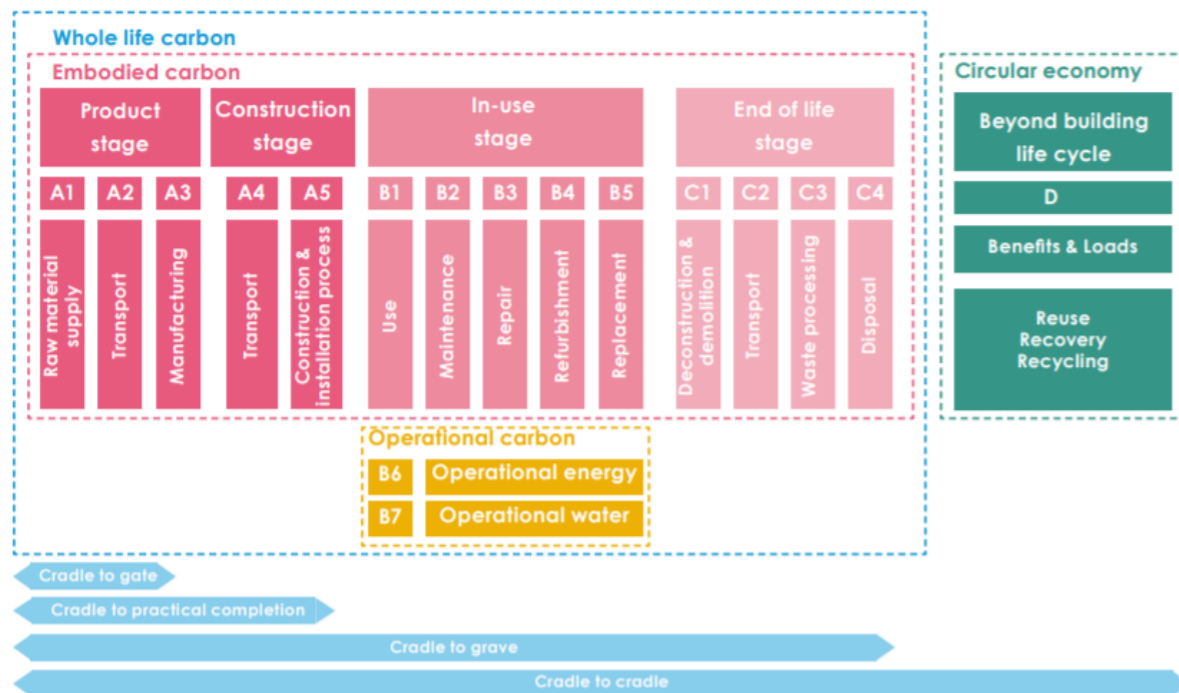 Whole life carbon
Embodied carbon
Circular economy
Product
stage
Construction
stage
In-use
stage
End of life
stage
Beyond building
life cycle
A1
A2
A3
A4
A5
B1
B2
B3
B4
B5
C1
C2
C3
C4
D
Raw material
supply
Transport
Manufacturing
Transport
Construction &
installation process
Use
Maintenance
Repair
Refurbishment
Replacement
Deconstruction &
demolition
Transport
Waste processing
Disposal
Benefits & Loads
Reuse
Recovery
Recycling
Operational carbon
B6
Operational energy
B7
Operational water
Cradle to gate
Cradle to practical completion
Cradle to grave
Cradle to cradle